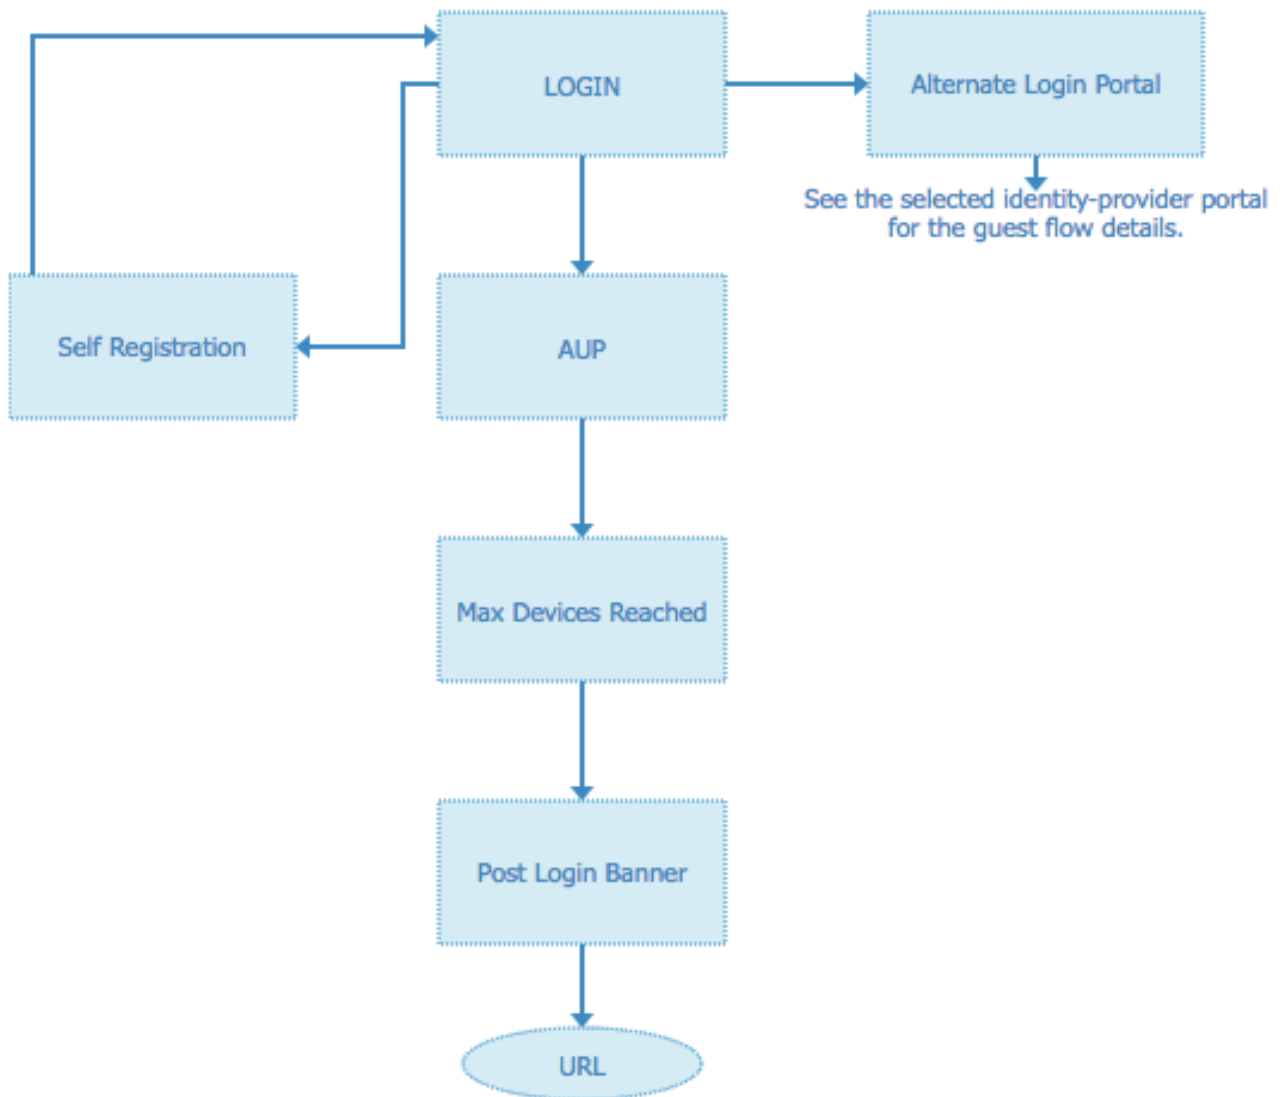 LOGIN
Alternate Login Portal
See the selected identity-provider portal
for the guest flow details.
Self Registration
AUP
Max Devices Reached
Post Login Banner
URL